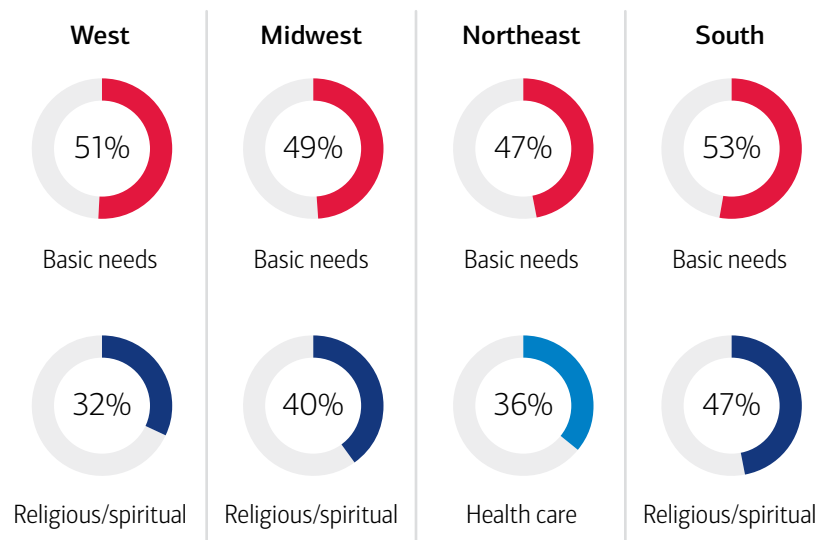 West
51%
Basic needs
32%
Religious/spiritual
Midwest
49%
Basic needs
40%
Religious/spiritual
Northeast
47%
Basic needs
36%
Health care
South
53%
Basic needs
47%
Religious/spiritual